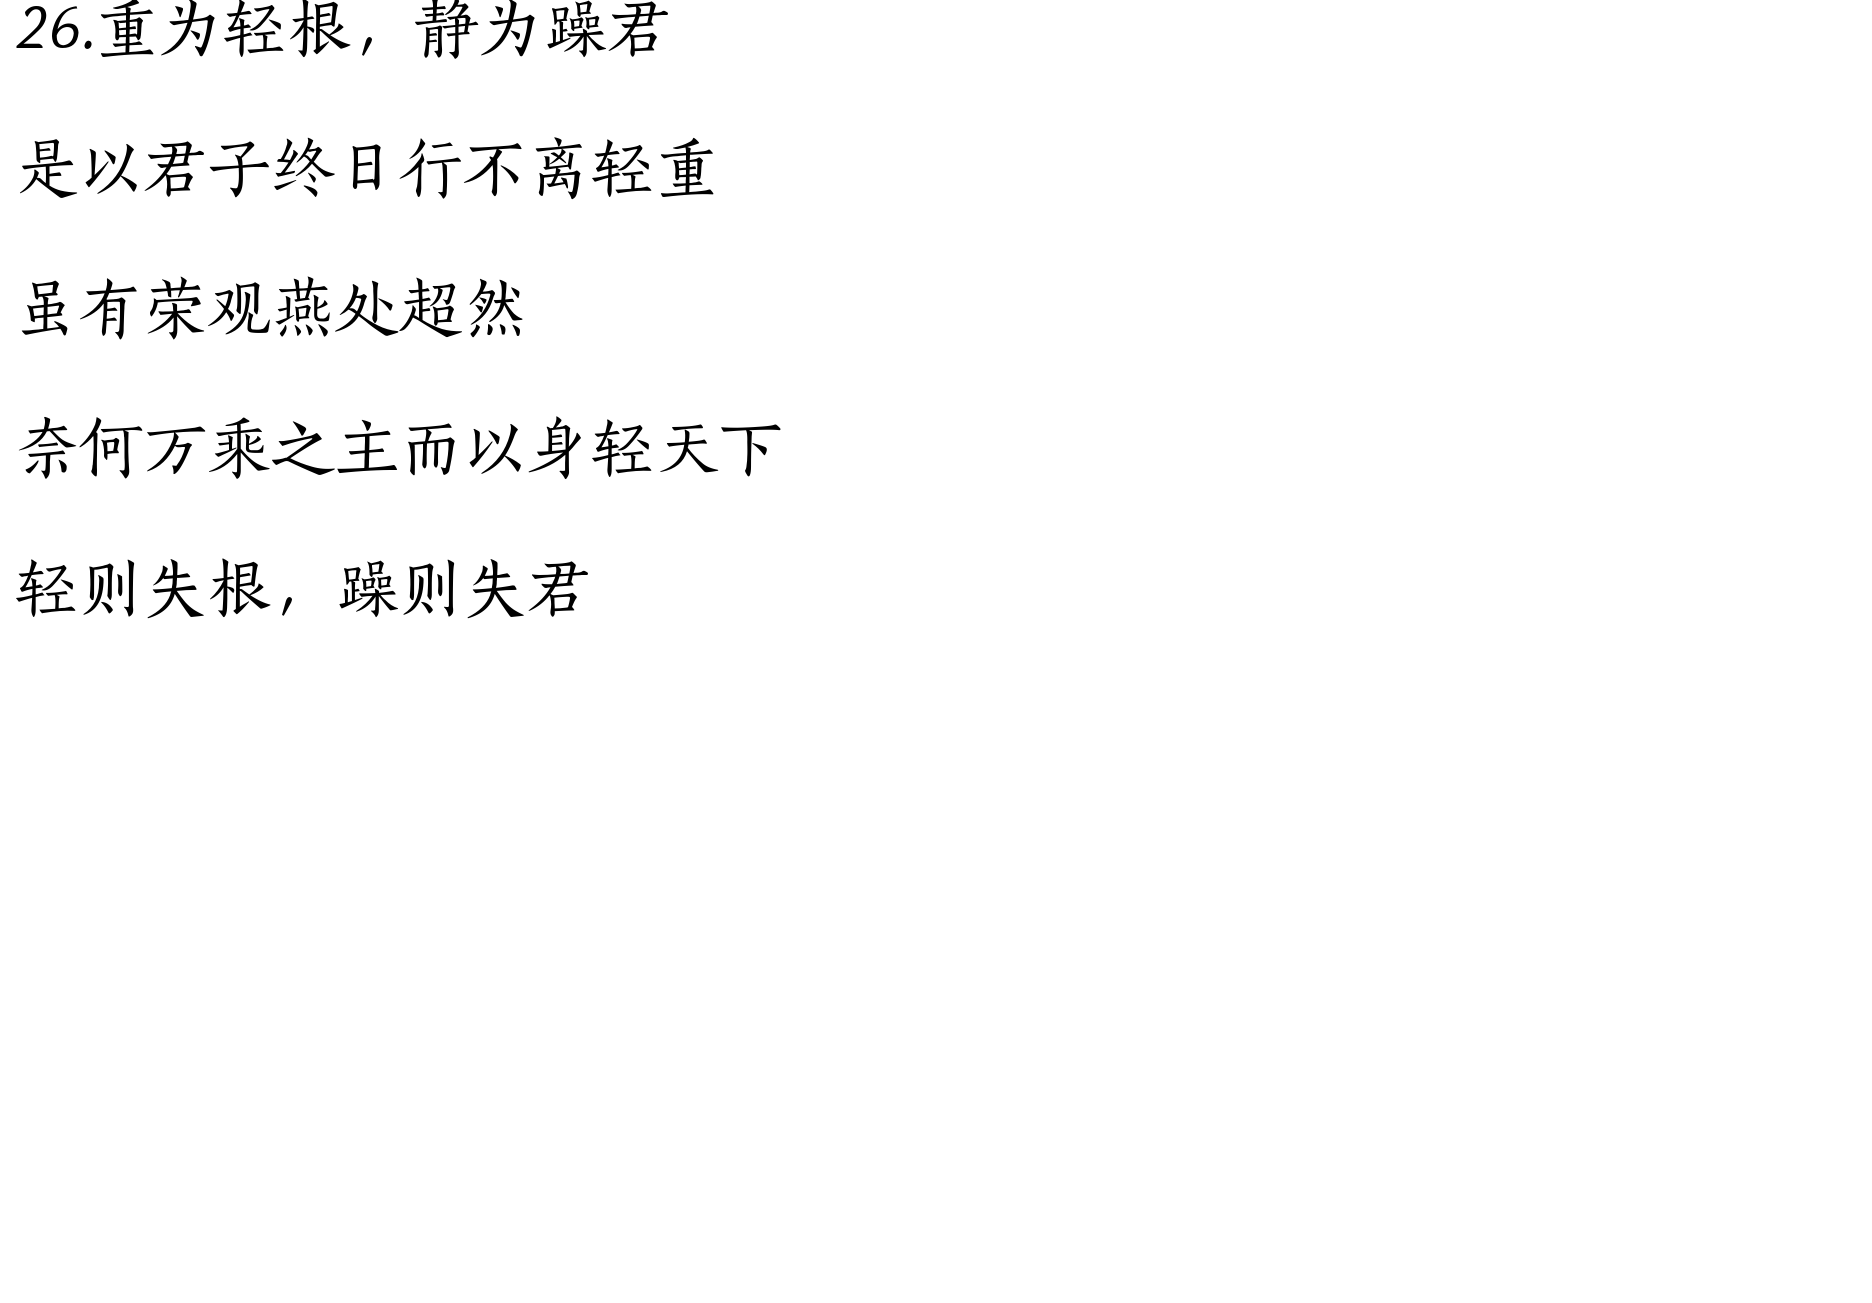 26.重为轻根，静为躁君
是以君子终日行不离轻重
虽有荣观燕处超然
奈何万乘之主而以身轻天下
轻则失根，躁则失君